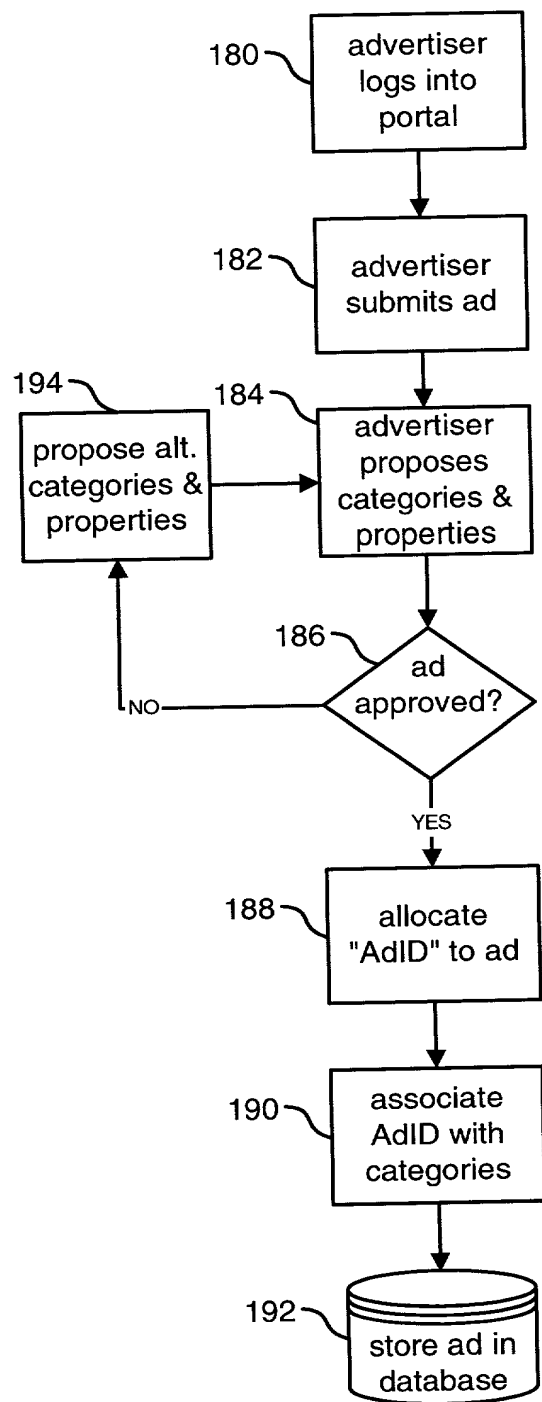 180
advertiser
logs into
portal
182
advertiser
submits ad
194
propose alt.
categories &
properties
184
advertiser
proposes
categories &
properties
186
ad
approved?
NO
YES
188
allocate
"AdID" to ad
190
associate
AdID with
categories
192
store ad in
database